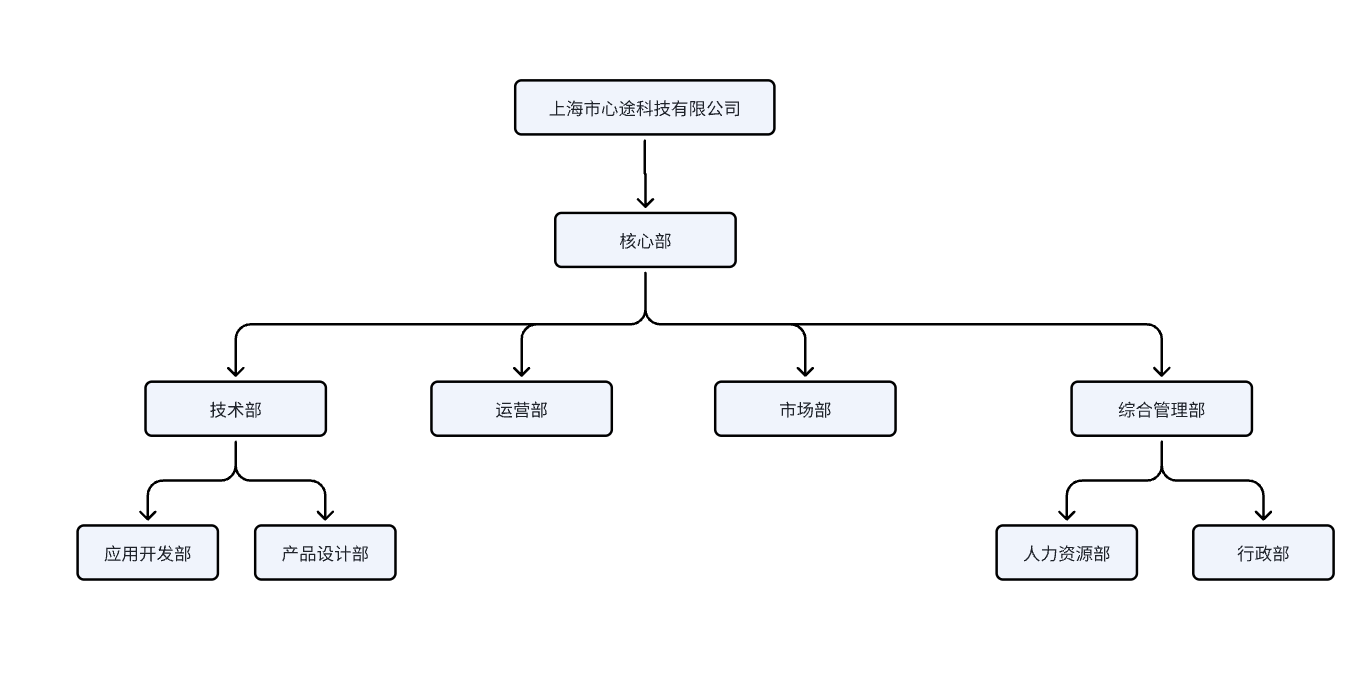 上海市心途科技有限公司
核心部
技术部
运营部
市场部
综合管理部
应用开发部
产品设计部
人力资源部
行政部